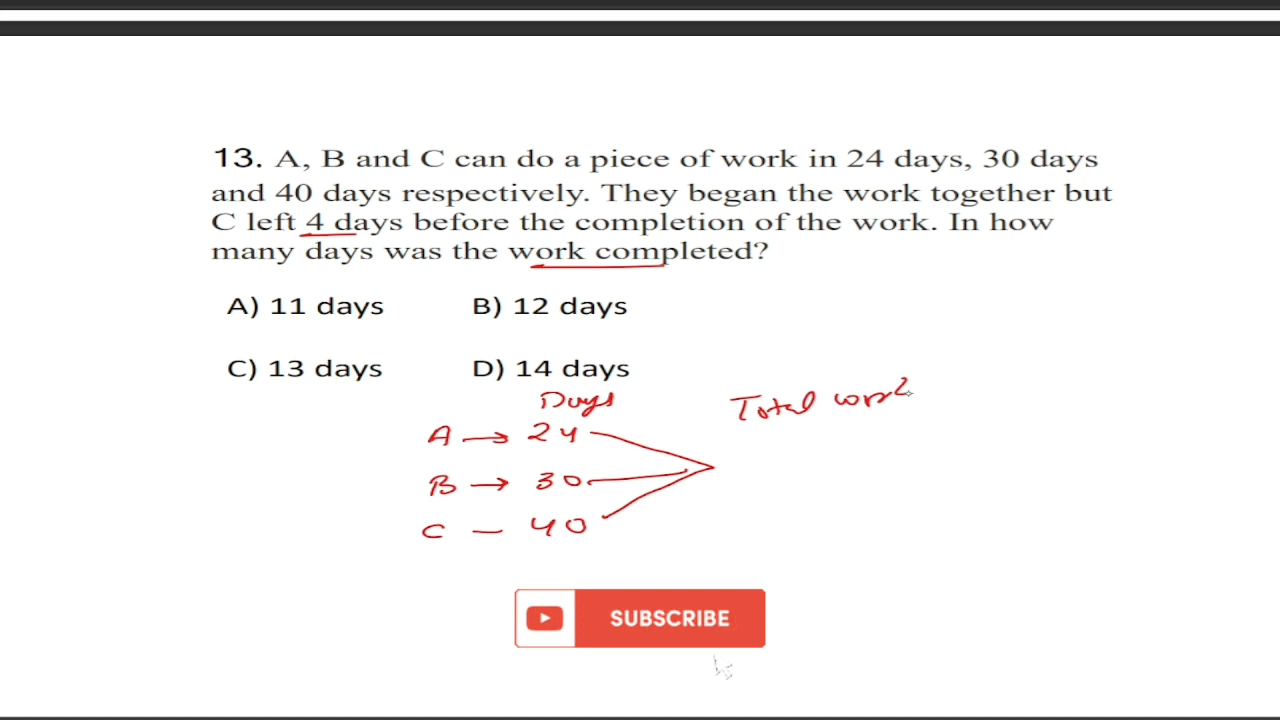 13. A, B and C can do a piece of work in 24 days, 30 days
and 40 days respectively. They began the work together but
C left 4 days before the completion of the work. In how
many days was the work completed?
A) 11 days B) 12 days
C) 13 days D) 14 days
Days Total work
A → 24
B → 30
C — 40
SUBSCRIBE